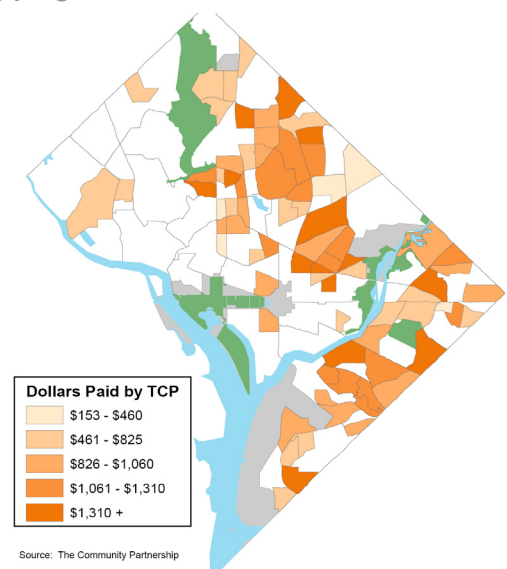 Dollars Paid by TCP
$153 - $460
$461 - $825
$826 - $1,060
$1,061 - $1,310
$1,310 +
Source: The Community Partnership